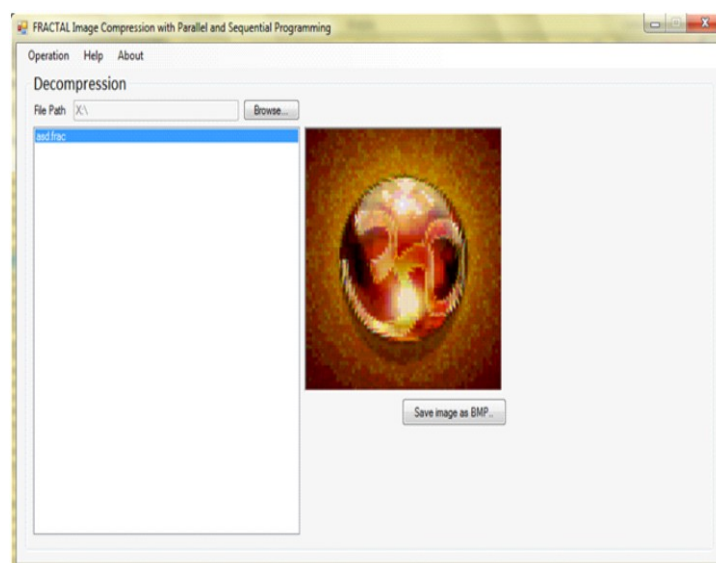 FRACTAL Image Compression with Parallel and Sequential Programming
Operation Help About
Decompression
File Path X:\ Browse...
asd.frac
Save image as BMP..